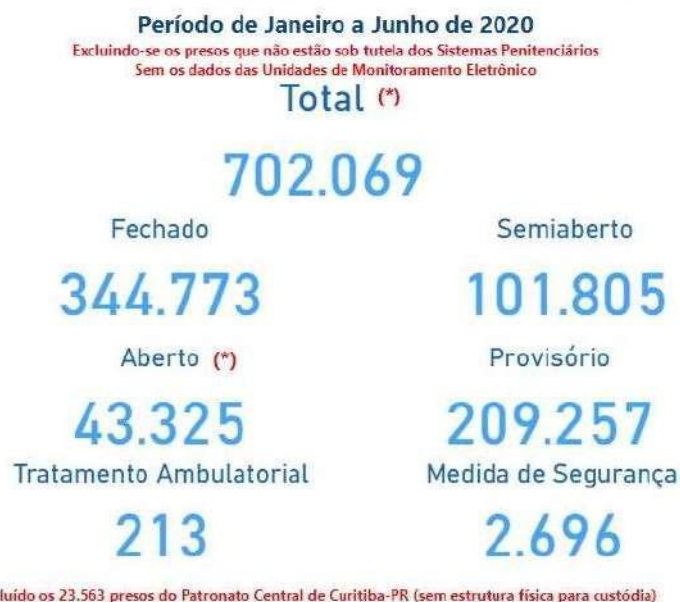 Período de Janeiro a Junho de 2020
Excluindo-se os presos que não estão sob tutela dos Sistemas Penitenciários
Sem os dados das Unidades de Monitoramento Eletrônico
Total (*)
702.069
Fechado Semiaberto
344.773 101.805
Aberto (*) Provisório
43.325 209.257
Tratamento Ambulatorial Medida de Segurança
213 2.696
os 23.563 presos do Patronato Central de Curitiba-PR (sem estrutura física para custódia)